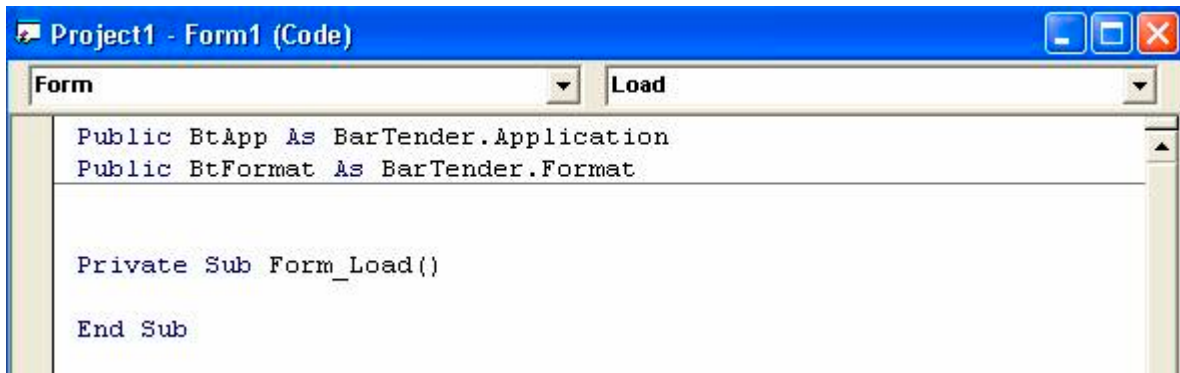 Project1 - Form1 (Code)
Form Load
Public BtApp As BarTender.Application
Public BtFormat As BarTender.Format
Private Sub Form_Load()
End Sub